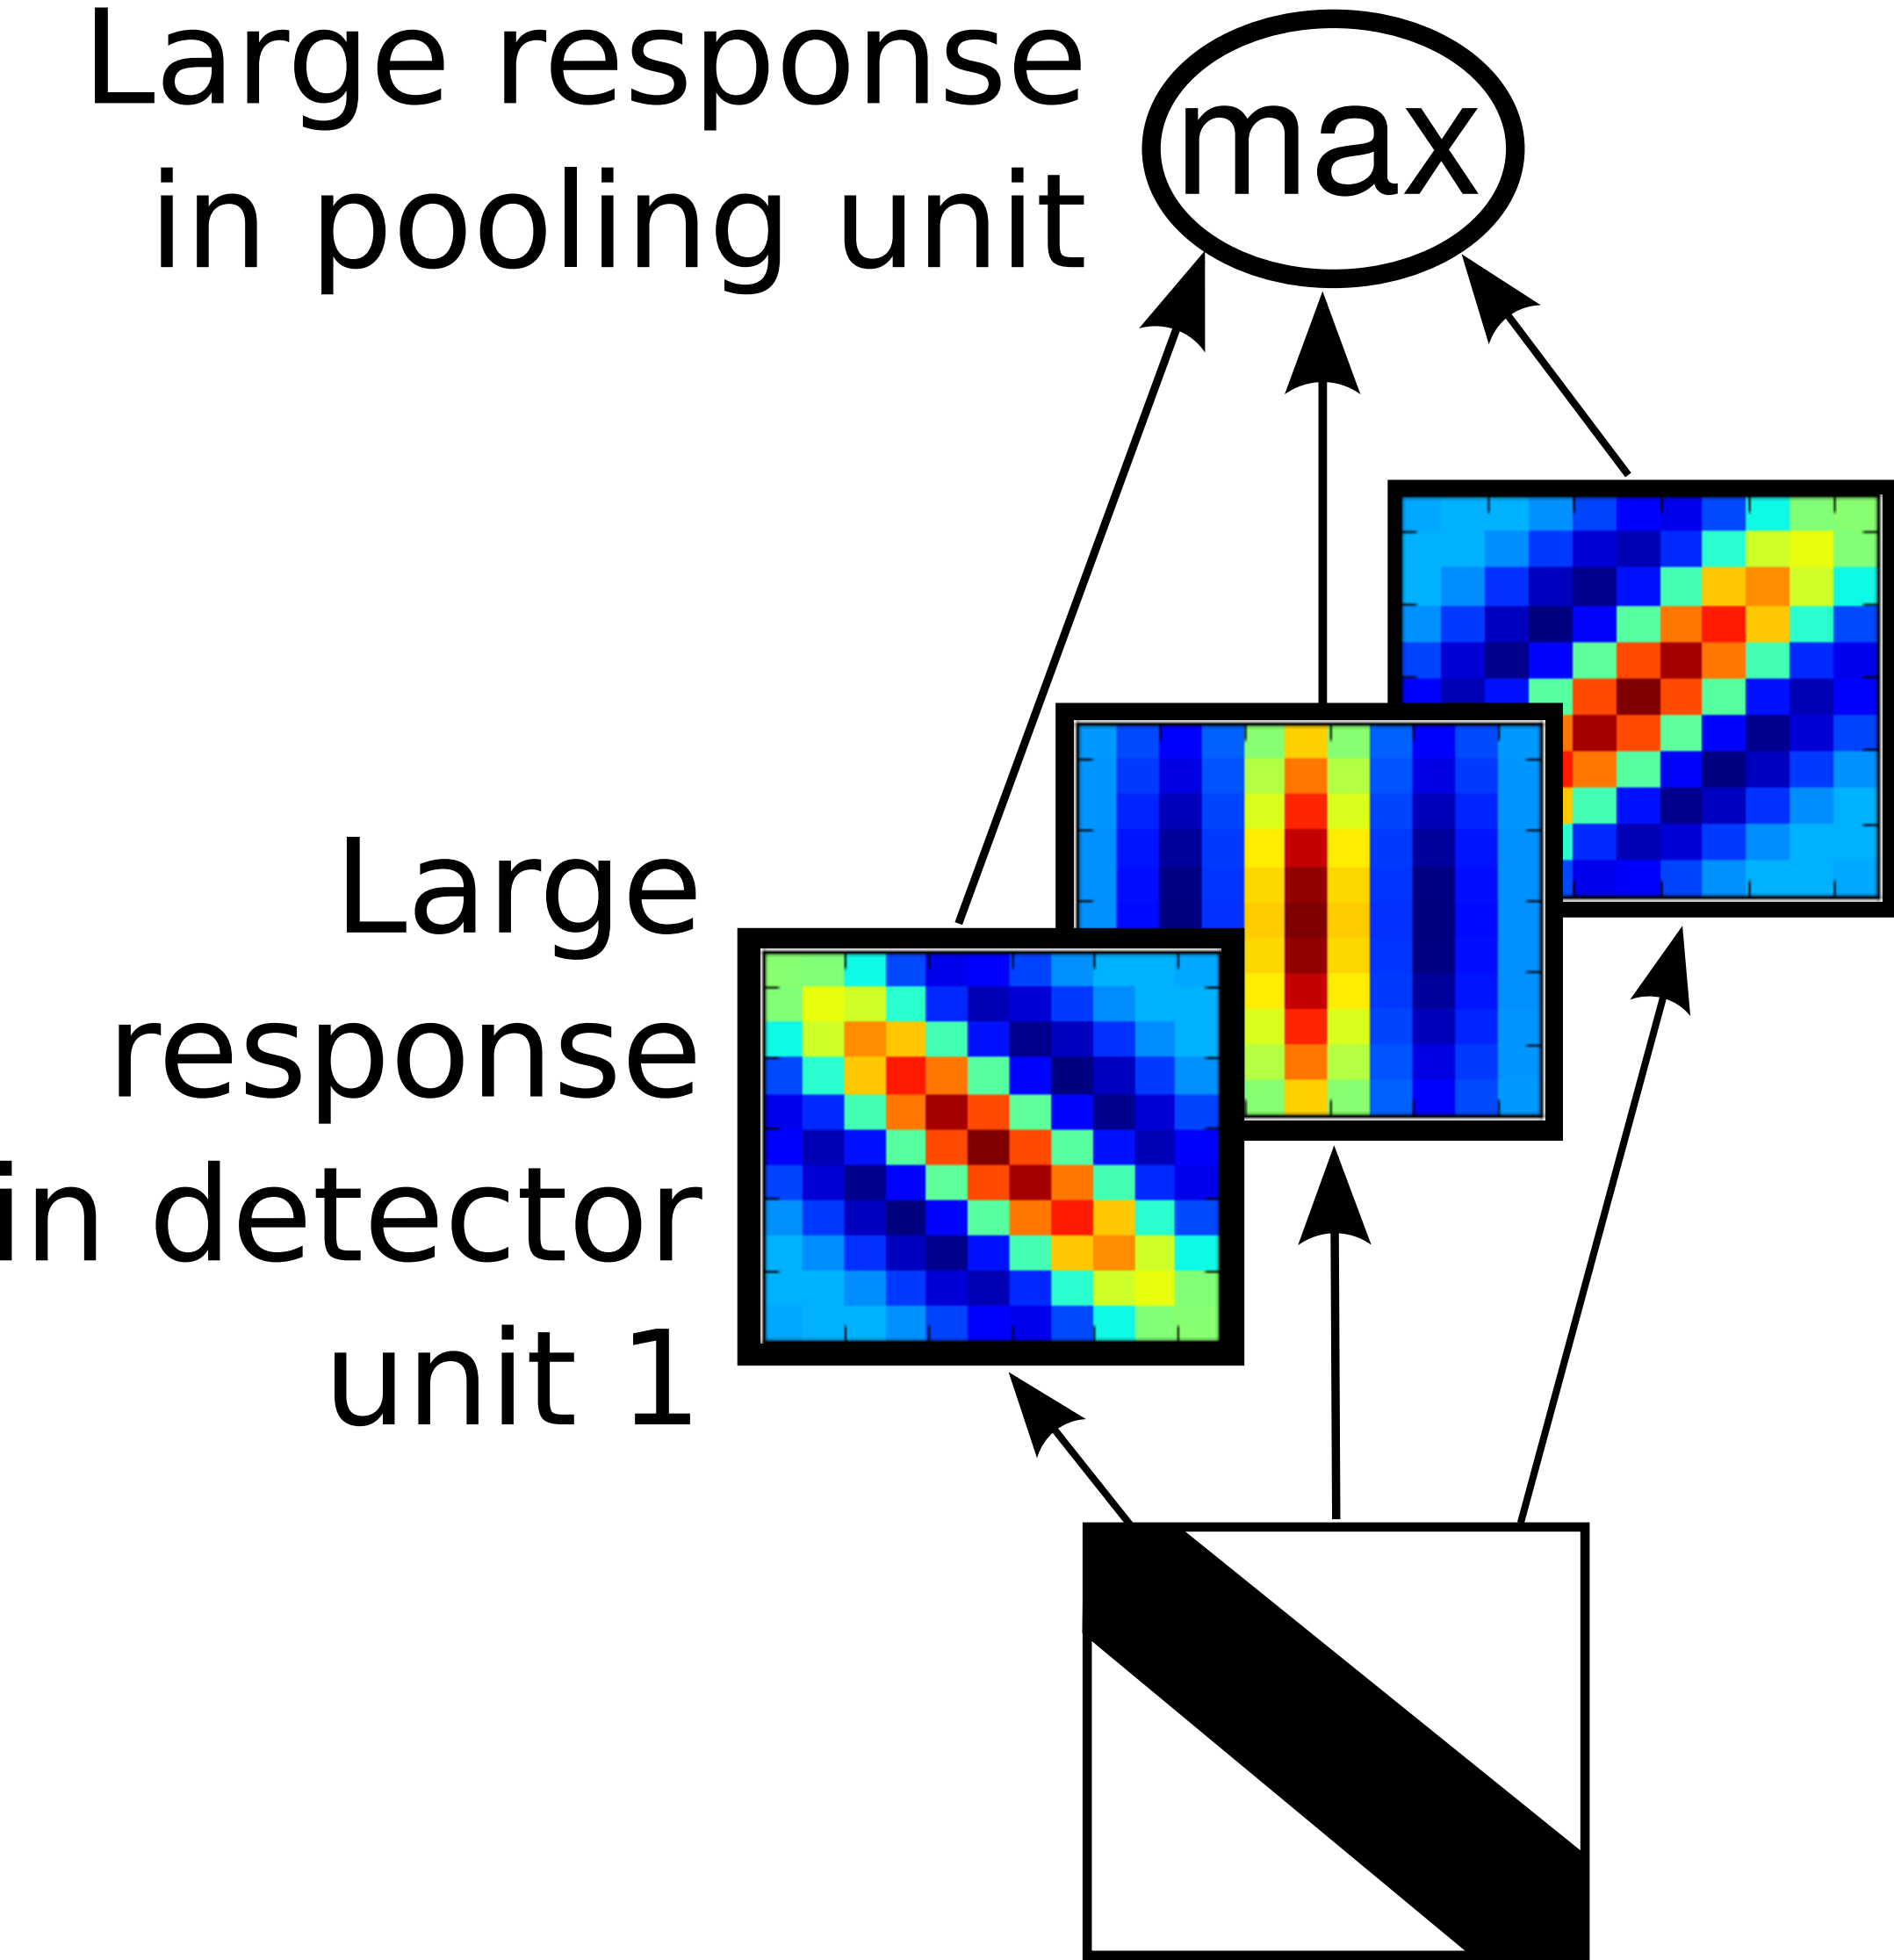 Large response
in pooling unit
max
Large
response
in detector
unit 1